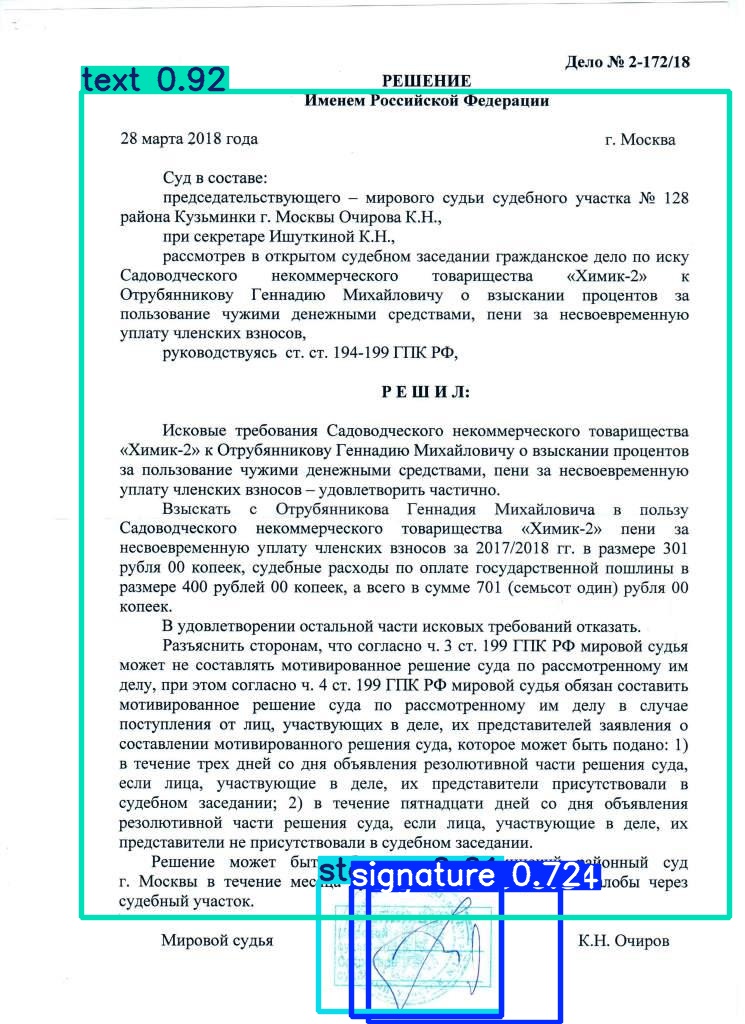 Дело № 2-172/18
РЕШЕНИЕ
text 0.92
Именем Российской Федерации
28 марта 2018 года г. Москва
Суд в составе:
председательствующего – мирового судьи судебного участка № 128
района Кузьминки г. Москвы Очирова К.Н.,
при секретаре Ишуткиной К.Н.,
рассмотрев в открытом судебном заседании гражданское дело по иску
Садоводческого некоммерческого товарищества «Химик-2» к
Отрубянникову Геннадию Михайловичу о взыскании процентов за
пользование чужими денежными средствами, пени за несвоевременную
уплату членских взносов,
руководствуясь ст. ст. 194-199 ГПК РФ,
Р Е Ш И Л:
Исковые требования Садоводческого некоммерческого товарищества
«Химик-2» к Отрубянникову Геннадию Михайловичу о взыскании процентов
за пользование чужими денежными средствами, пени за несвоевременную
уплату членских взносов – удовлетворить частично.
Взыскать с Отрубянникова Геннадия Михайловича в пользу
Садоводческого некоммерческого товарищества «Химик-2» пени за
несвоевременную уплату членских взносов за 2017/2018 гг. в размере 301
рубля 00 копеек, судебные расходы по оплате государственной пошлины в
размере 400 рублей 00 копеек, а всего в сумме 701 (семьсот один) рубля 00
копеек.
В удовлетворении остальной части исковых требований отказать.
Разъяснить сторонам, что согласно ч. 3 ст. 199 ГПК РФ мировой судья
может не составлять мотивированное решение суда по рассмотренному им
делу, при этом согласно ч. 4 ст. 199 ГПК РФ мировой судья обязан составить
мотивированное решение суда по рассмотренному им делу в случае
поступления от лиц, участвующих в деле, их представителей заявления о
составлении мотивированного решения суда, которое может быть подано: 1)
в течение трех дней со дня объявления резолютивной части решения суда,
если лица, участвующие в деле, их представители присутствовали в
судебном заседании; 2) в течение пятнадцати дней со дня объявления
резолютивной части решения суда, если лица, участвующие в деле, их
представители не присутствовали в судебном заседании.
Решение может быть районный суд
г. Москвы в течение месяца жалобы через
signature 0.724
судебный участок.
Мировой судья К.Н. Очиров